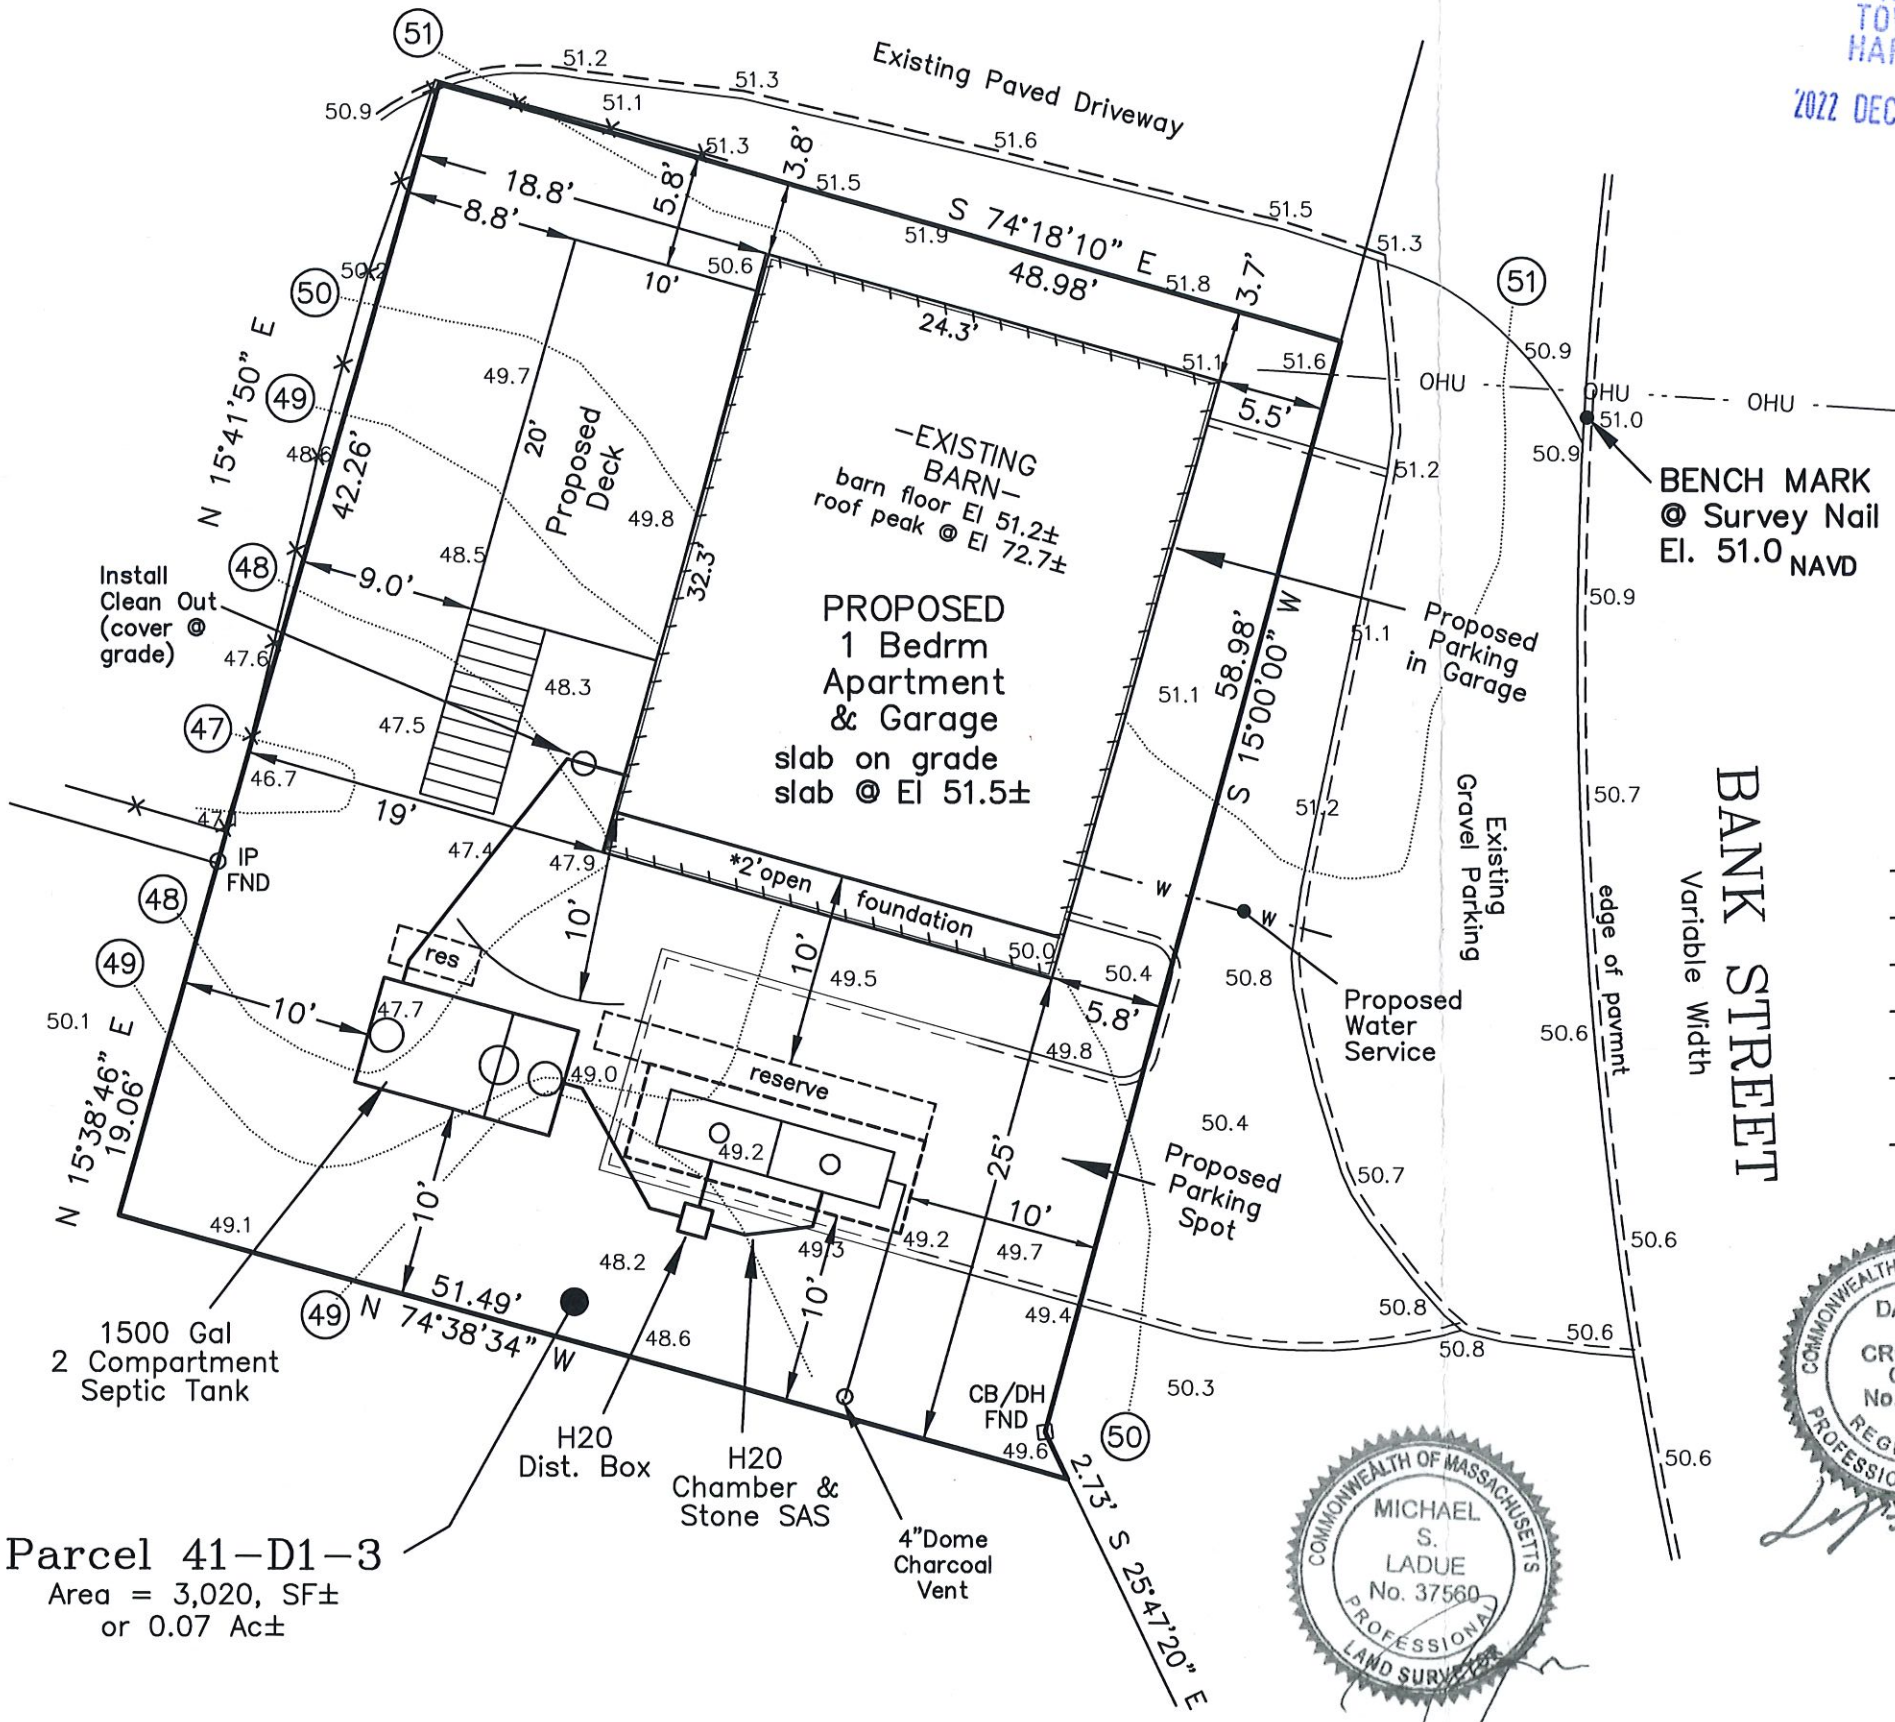 51
51.2
51.3
Existing Paved Driveway
50.9
51.1
51.3
3.8'
51.6
2022 DEC
18.8'
5.8'
51.5
S 74°18'10" E
51.5
8.8'
51.9
48.98'
51.8
51.3
50.2
50.6
3.7'
51
50
10'
24.3'
N 15°41'50" E
49.7
51.1
51.6
50.9
OHU
OHU
OHU
49
20'
Proposed
Deck
5.5'
51.0
48.6
42.26'
-EXISTING
BARN-
barn floor El 51.2±
roof peak @ El 72.7±
50.9
51.2
BENCH MARK
@ Survey Nail
El. 51.0 NAVD
49.8
48
48.5
32.3'
Install
Clean Out
(cover @
grade)
9.0'
PROPOSED
1 Bedrm
Apartment
& Garage
slab on grade
slab @ El 51.5±
50.9
Proposed
Parking
in Garage
51.1
47.6
48.3
51.1
58.98'
S 15°00'00" W
47
47.5
46.7
51.2
Existing
Gravel Parking
50.7
BANK STREET
Variable Width
19'
47.4
47.9
*2'open
foundation
IP
FND
W
W
edge of pavmnt
48
10'
res
10'
50.0
50.4
50.8
49
49.5
Proposed
Water
Service
50.1
10'
47.7
5.8'
50.6
49.0
49.8
reserve
N 15°38'46" E
19.06'
49.2
25'
50.4
Proposed
Parking
Spot
50.7
10'
10'
49.1
49.3
49.2
49.7
50.6
48.2
51.49'
N 74°38'34" W
10'
49
49.4
50.8
50.6
48.6
50.8
1500 Gal
2 Compartment
Septic Tank
CB/DH
FND
50.3
50
49.6
H20
Dist. Box
H20
Chamber &
Stone SAS
2.73'
S 25°47'20" E
50.6
4"Dome
Charcoal
Vent
Parcel 41-D1-3
Area = 3,020, SF±
or 0.07 Ac±
COMMONWEALTH OF MASSACHUSETTS
MICHAEL
S.
LADUE
No. 37560
PROFESSIONAL
LAND SURVEYOR
COMMONWEALTH
No.